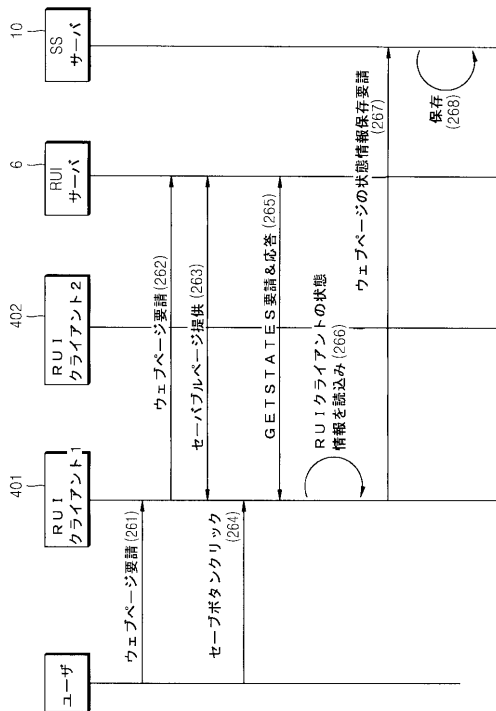 ユーザ
401
RUI
クライアント1
402
RUI
クライアント2
6
RUI
サーバ
10
SS
サーバ
ウェブページ要請(261)
ウェブページ要請(262)
セーバブルページ提供(263)
セーブボタンクリック
(264)
GETSTATES要請&応答(265)
RUIクライアントの状態
情報を読込み(266)
ウェブページの状態情報保存要請
(267)
保存
(268)